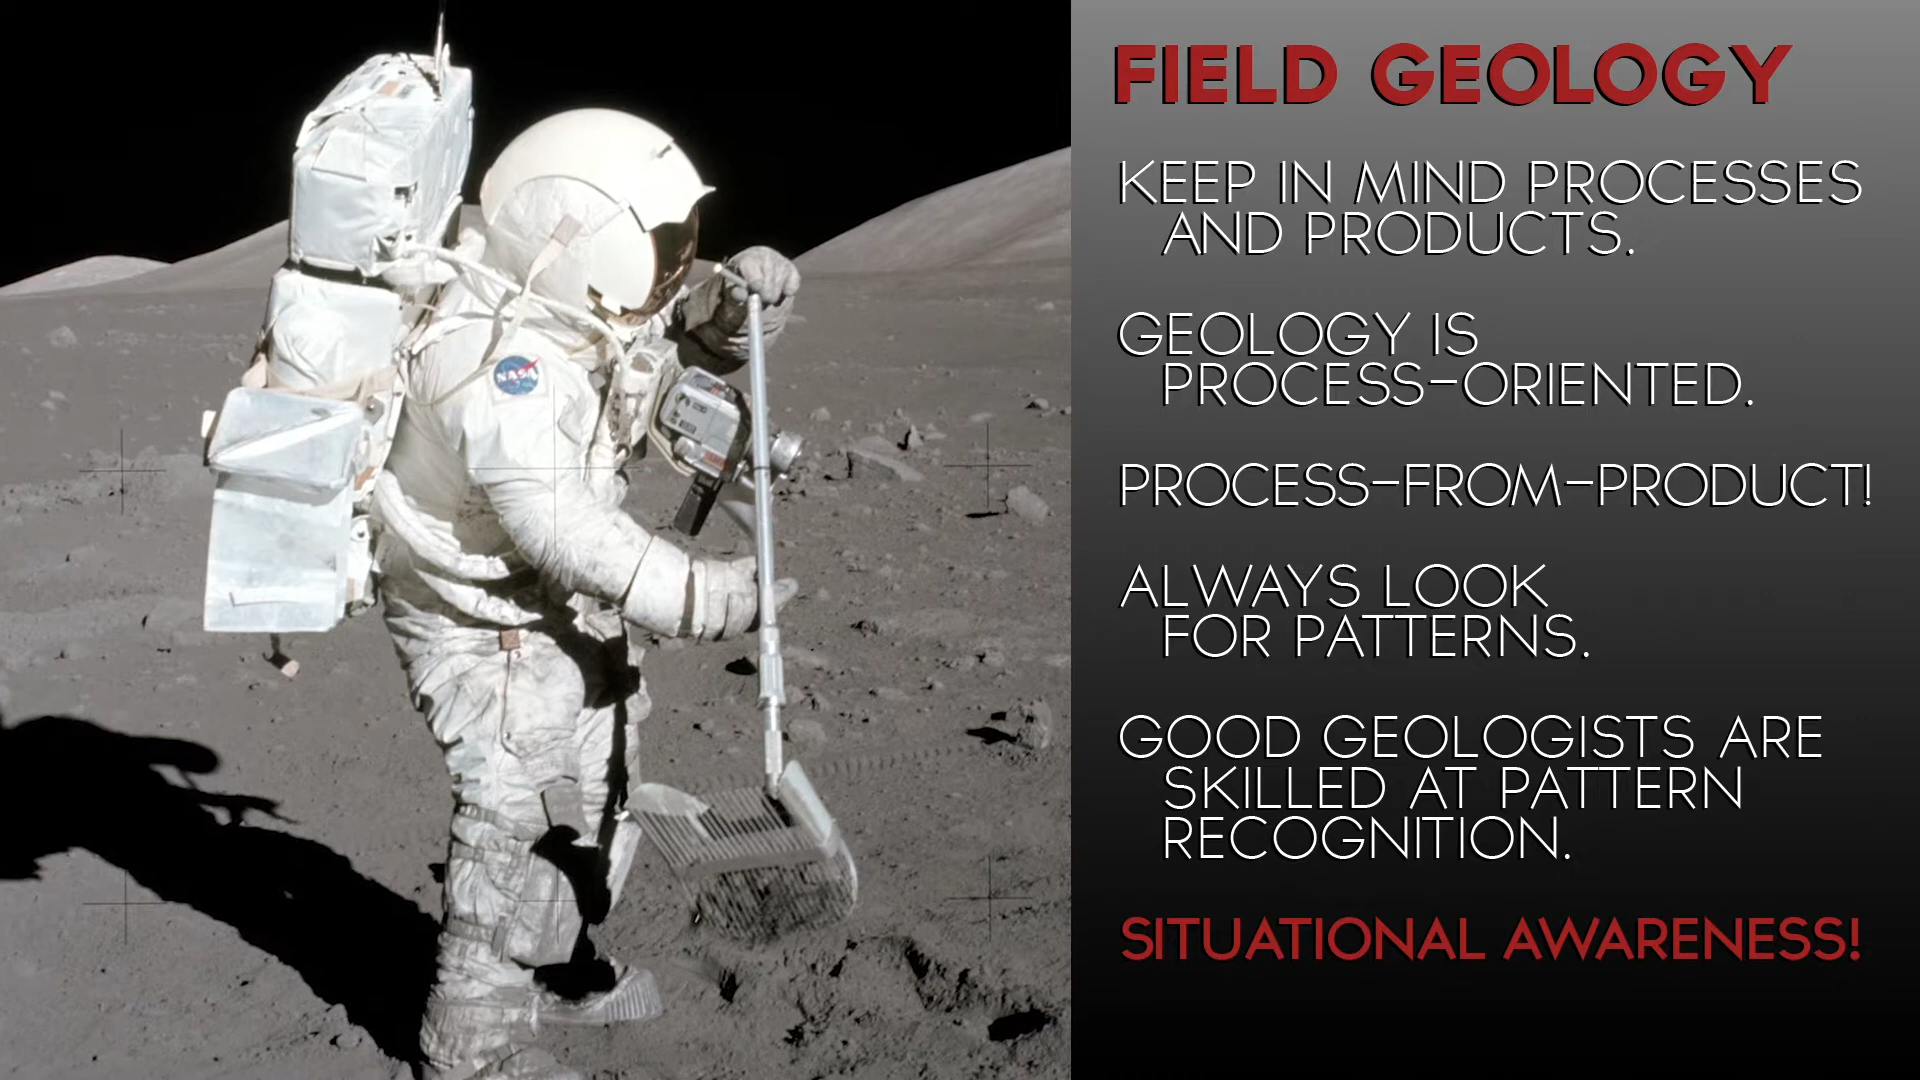 FIELD GEOLOGY
KEEP IN MIND PROCESSES
AND PRODUCTS.
GEOLOGY IS
PROCESS-ORIENTED.
PROCESS-FROM-PRODUCT!
ALWAYS LOOK
FOR PATTERNS.
GOOD GEOLOGISTS ARE
SKILLED AT PATTERN
RECOGNITION.
SITUATIONAL AWARENESS!
NASA